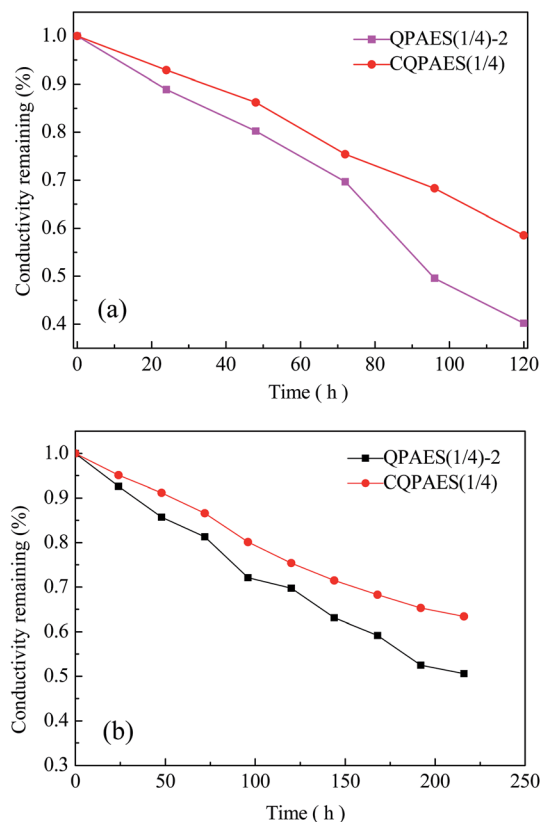 1.0
0.9
0.8
0.7
0.6
0.5
0.4
Conductivity remaining (%)
QPAES(1/4)-2
CQPAES(1/4)
(a)
0 20 40 60 80 100 120
Time ( h )
1.0
0.9
0.8
0.7
0.6
0.5
0.4
0.3
Conductivity remaining (%)
QPAES(1/4)-2
CQPAES(1/4)
(b)
0 50 100 150 200 250
Time ( h )